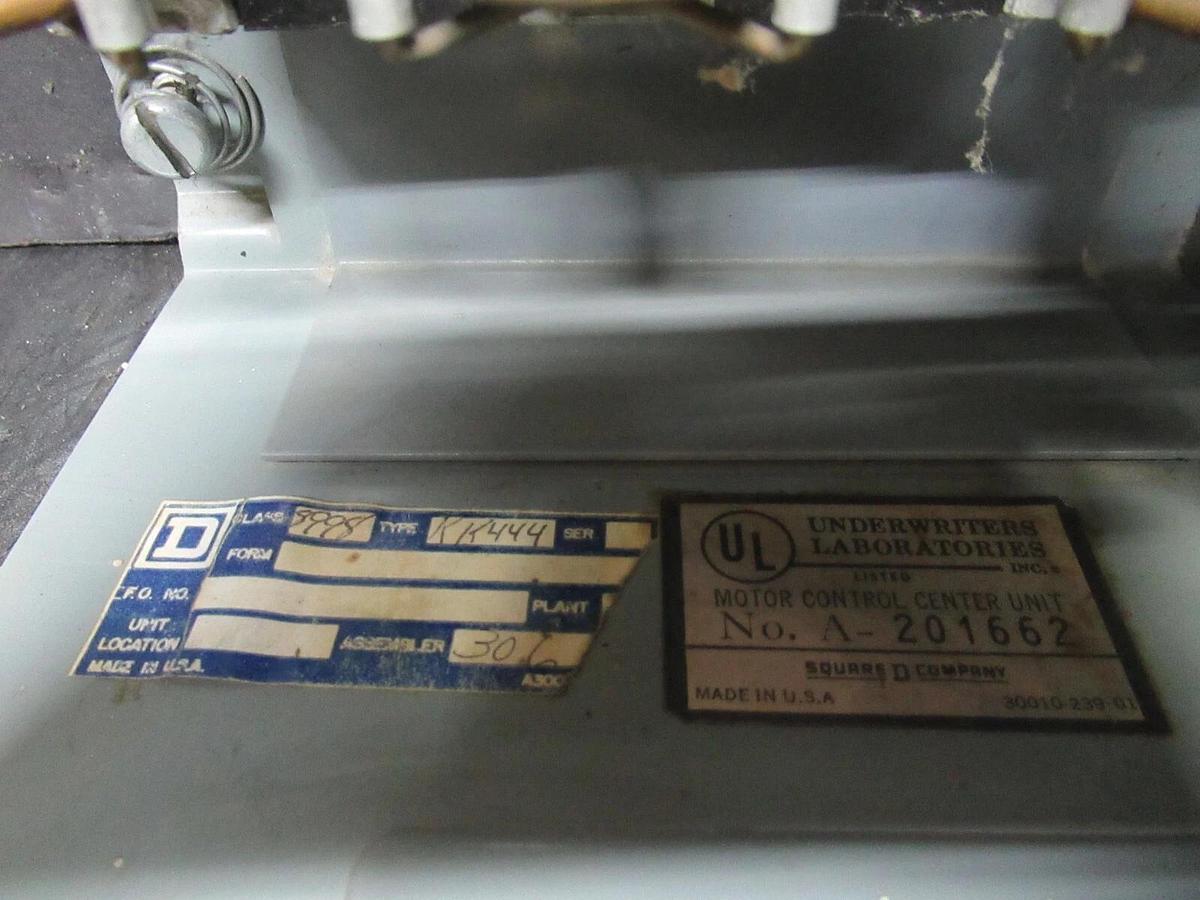 D
CLASS 8998 TYPE KK444 SER
FORM
F.O. NO.
PLANT
UNIT
LOCATION
ASSEMBLER 306
MADE IN U.S.A.
A300
UL
UNDERWRITERS
LABORATORIES
INC.®
LISTED
MOTOR CONTROL CENTER UNIT
No. A-201662
SQUARE D COMPANY
MADE IN U.S.A
30010-239-01